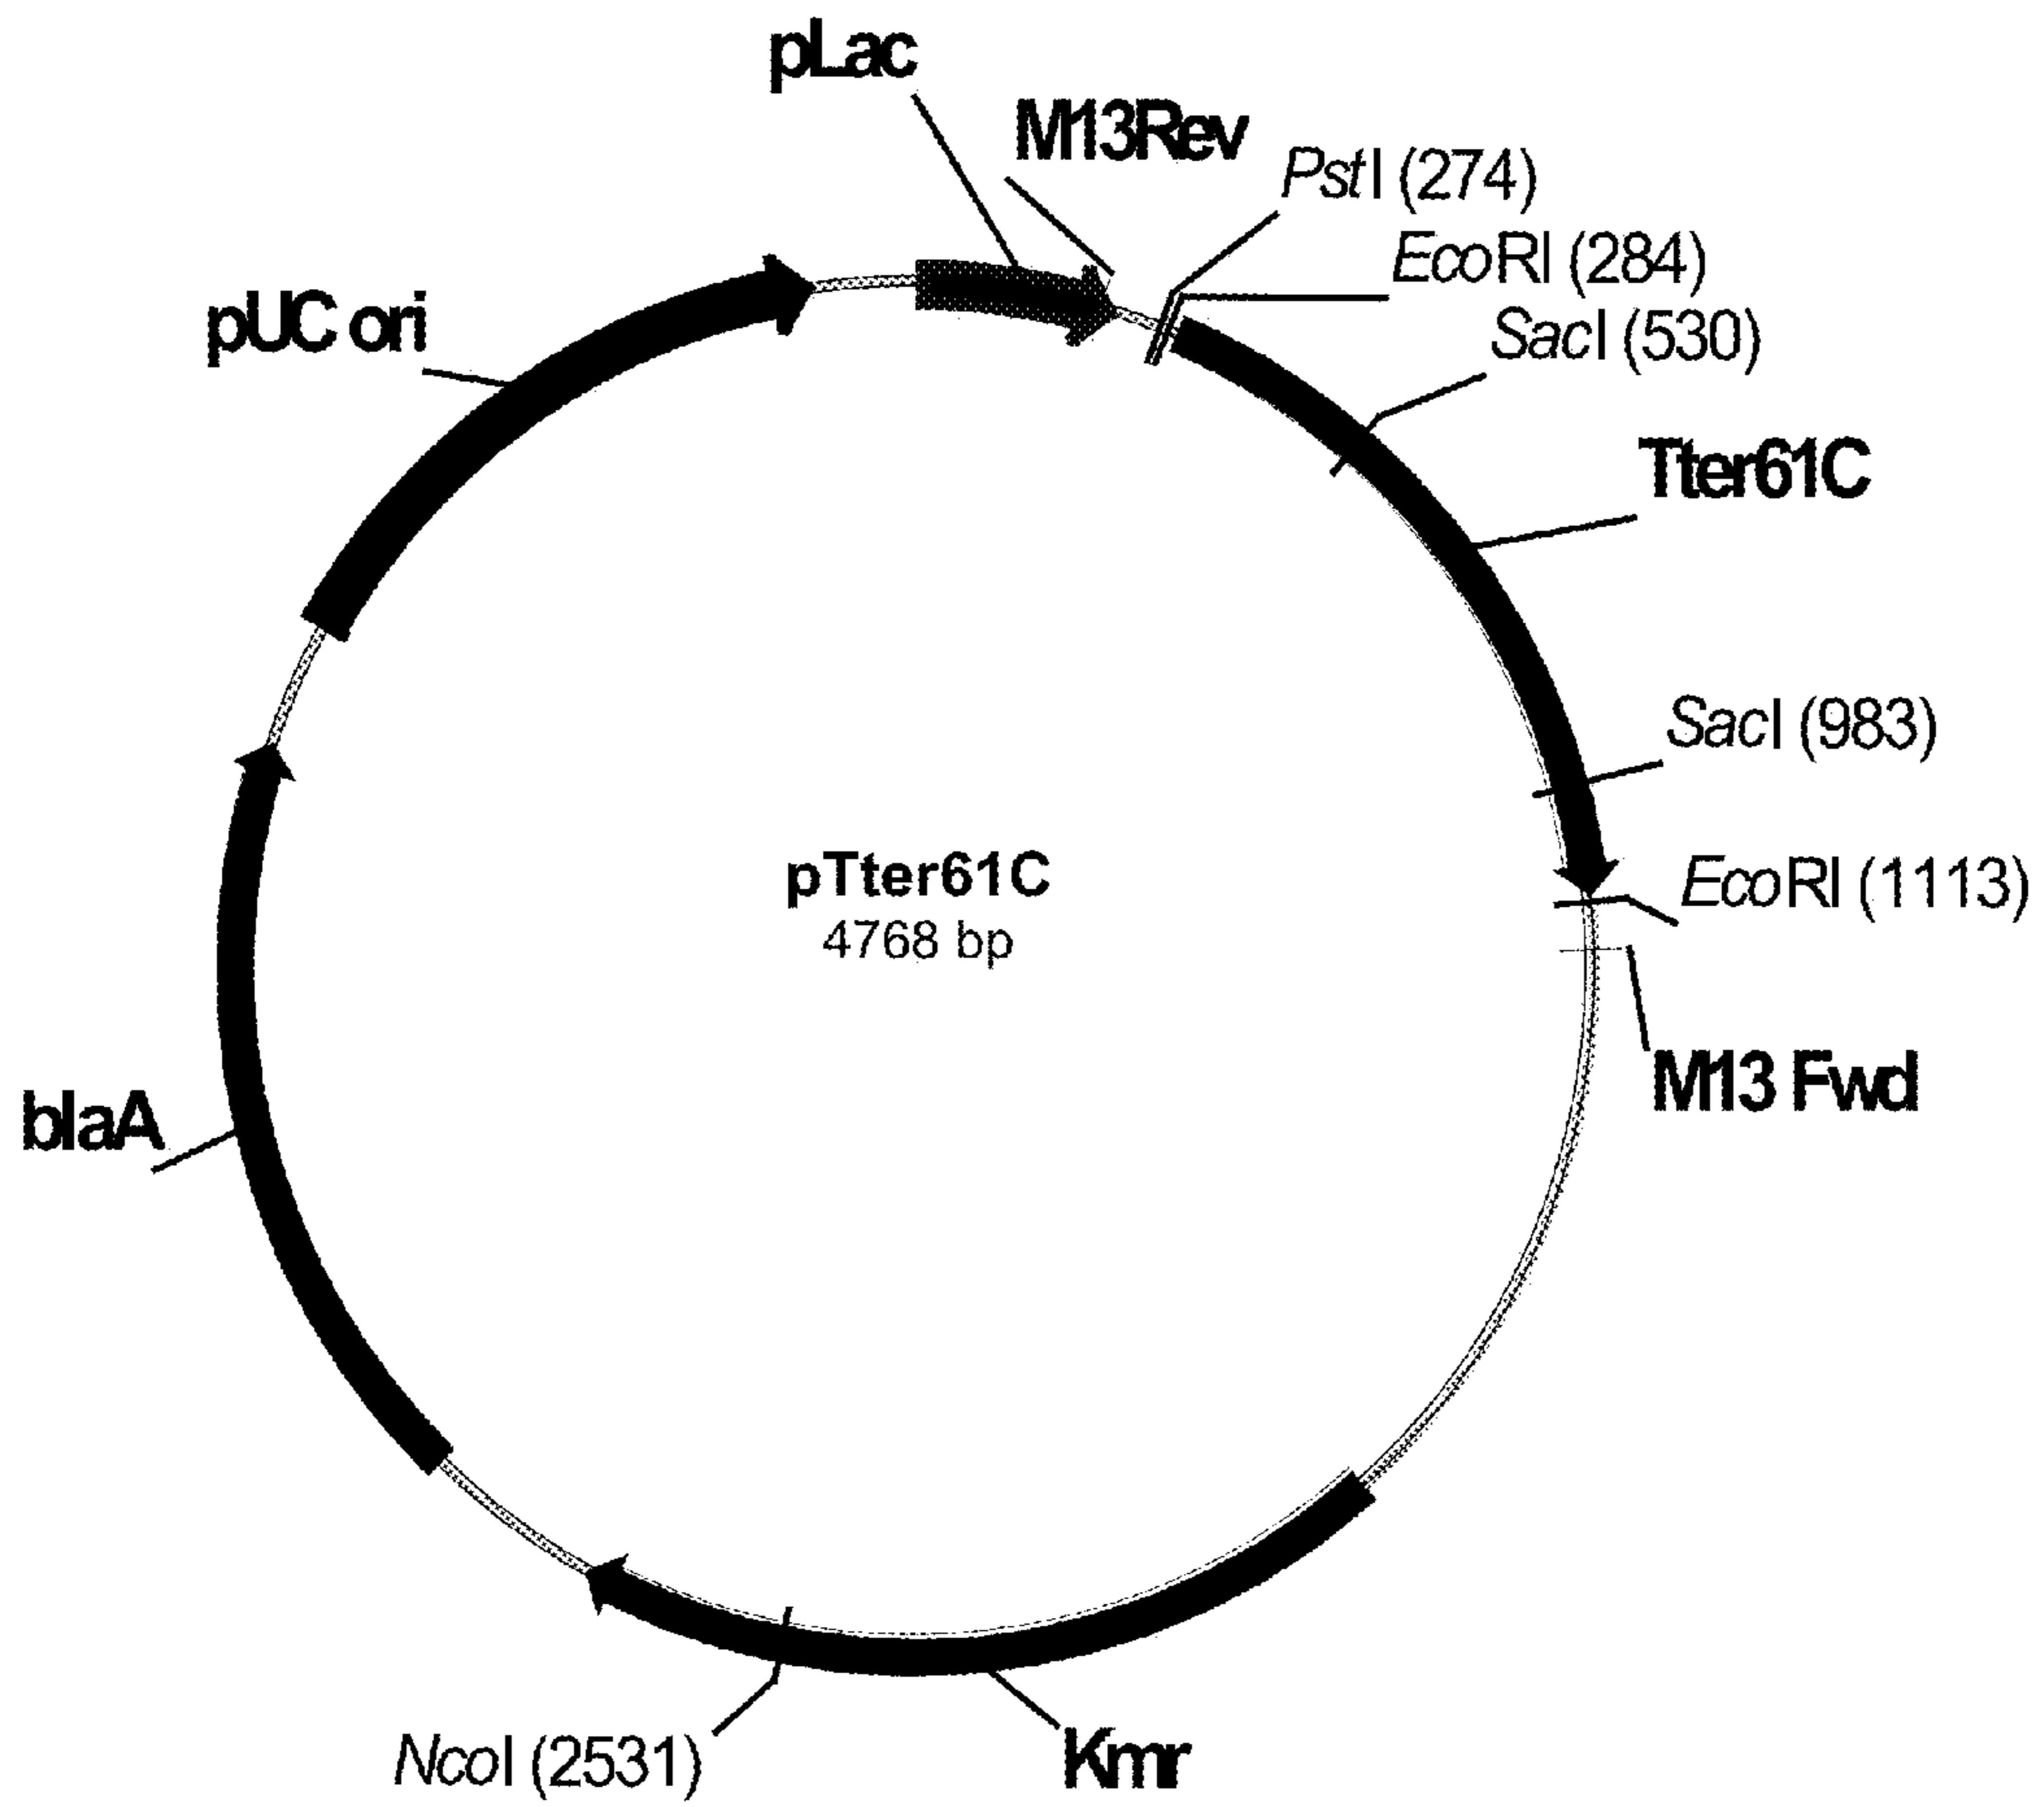 pLac
M13Rev
PstI (274)
EcoRI (284)
SacI (530)
pUC ori
Tter61C
SacI (983)
pTter61C
4768 bp
EcoRI (1113)
M13 Fwd
blaA
NcoI (2531)
Kmr